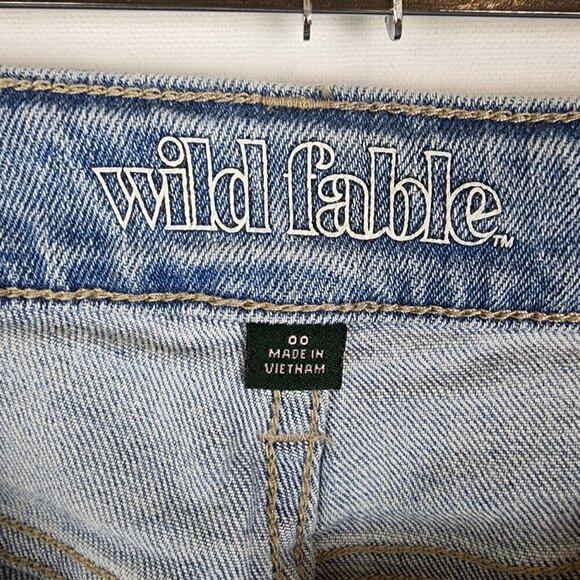 wild fable™
00
MADE IN
VIETNAM